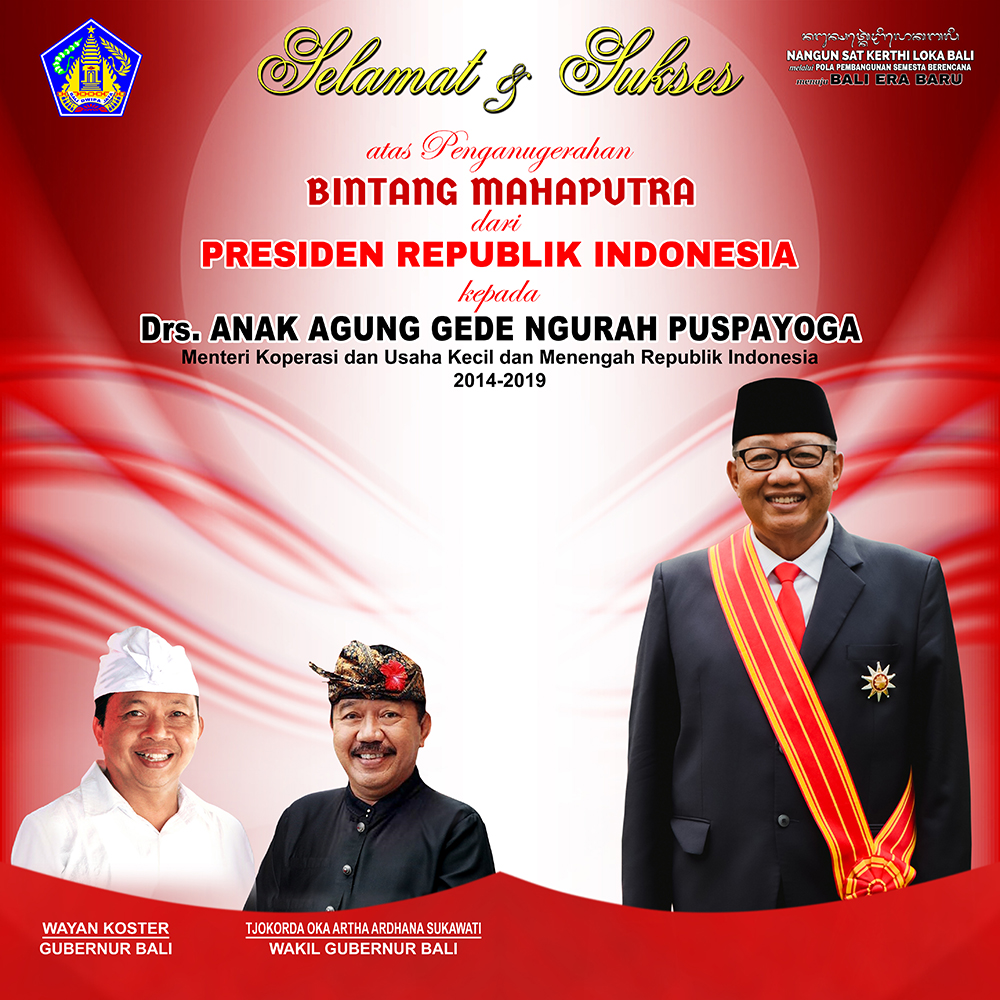 Selamat & Sukses
NANGUN SAT KERTHI LOKA BALI
melalui POLA PEMBANGUNAN SEMESTA BERENCANA
menuju BALI ERA BARU
atas Penganugerahan
BINTANG MAHAPUTRA
dari
PRESIDEN REPUBLIK INDONESIA
kepada
Drs. ANAK AGUNG GEDE NGURAH PUSPAYOGA
Menteri Koperasi dan Usaha Kecil dan Menengah Republik Indonesia
2014-2019
WAYAN KOSTER
GUBERNUR BALI
TJOKORDA OKA ARTHA ARDHANA SUKAWATI
WAKIL GUBERNUR BALI